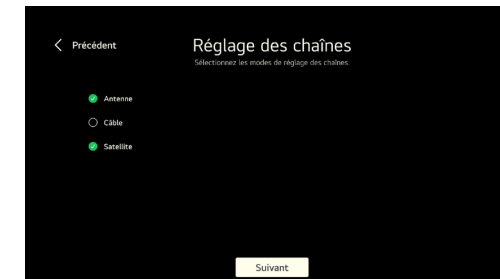 Précédent
Réglage des chaînes
Sélectionnez les modes de réglage des chaînes.
Antenne
Câble
Satellite
Suivant